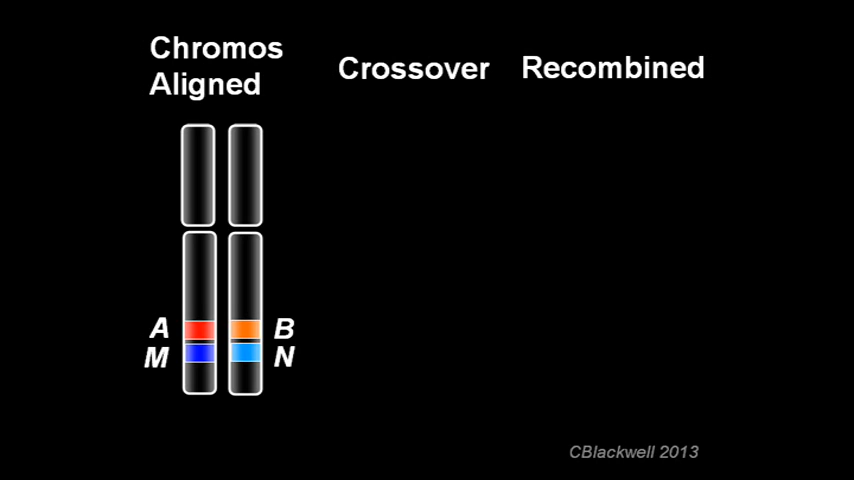 Chromos
Aligned
Crossover
Recombined
A
B
M
N
CBlackwell 2013